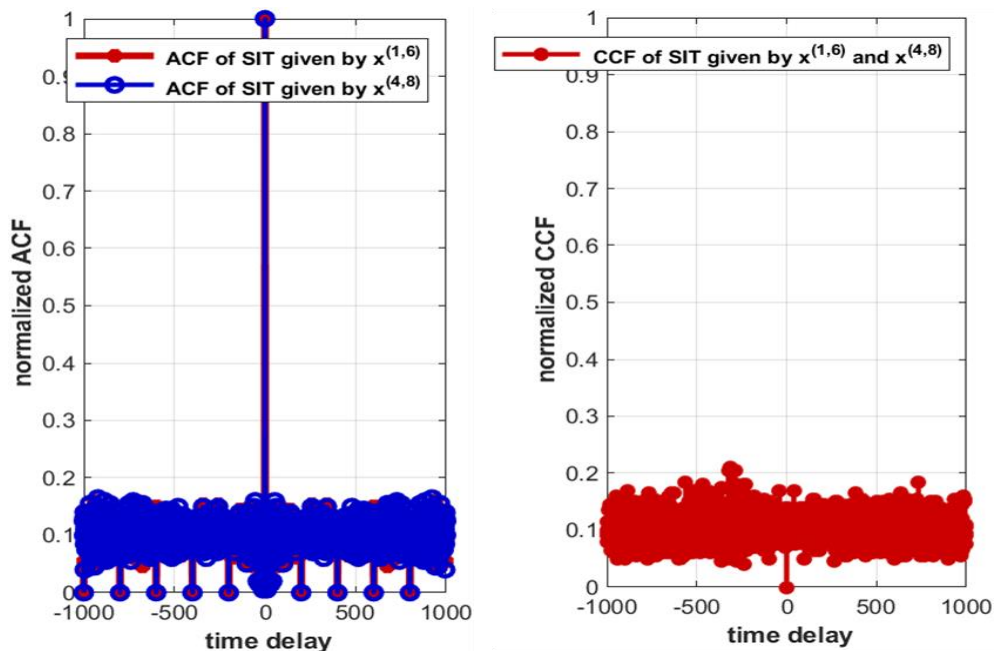 1
ACF of SIT given by x^(1,6)
0.9
ACF of SIT given by x^(4,8)
0.8
0.7
0.6
0.5
0.4
0.3
0.2
0.1
0
-1000 -500 0 500 1000
time delay
normalized ACF
1
CCF of SIT given by x^(1,6) and x^(4,8)
0.9
0.8
0.7
0.6
0.5
0.4
0.3
0.2
0.1
0
-1000 -500 0 500 1000
time delay
normalized CCF